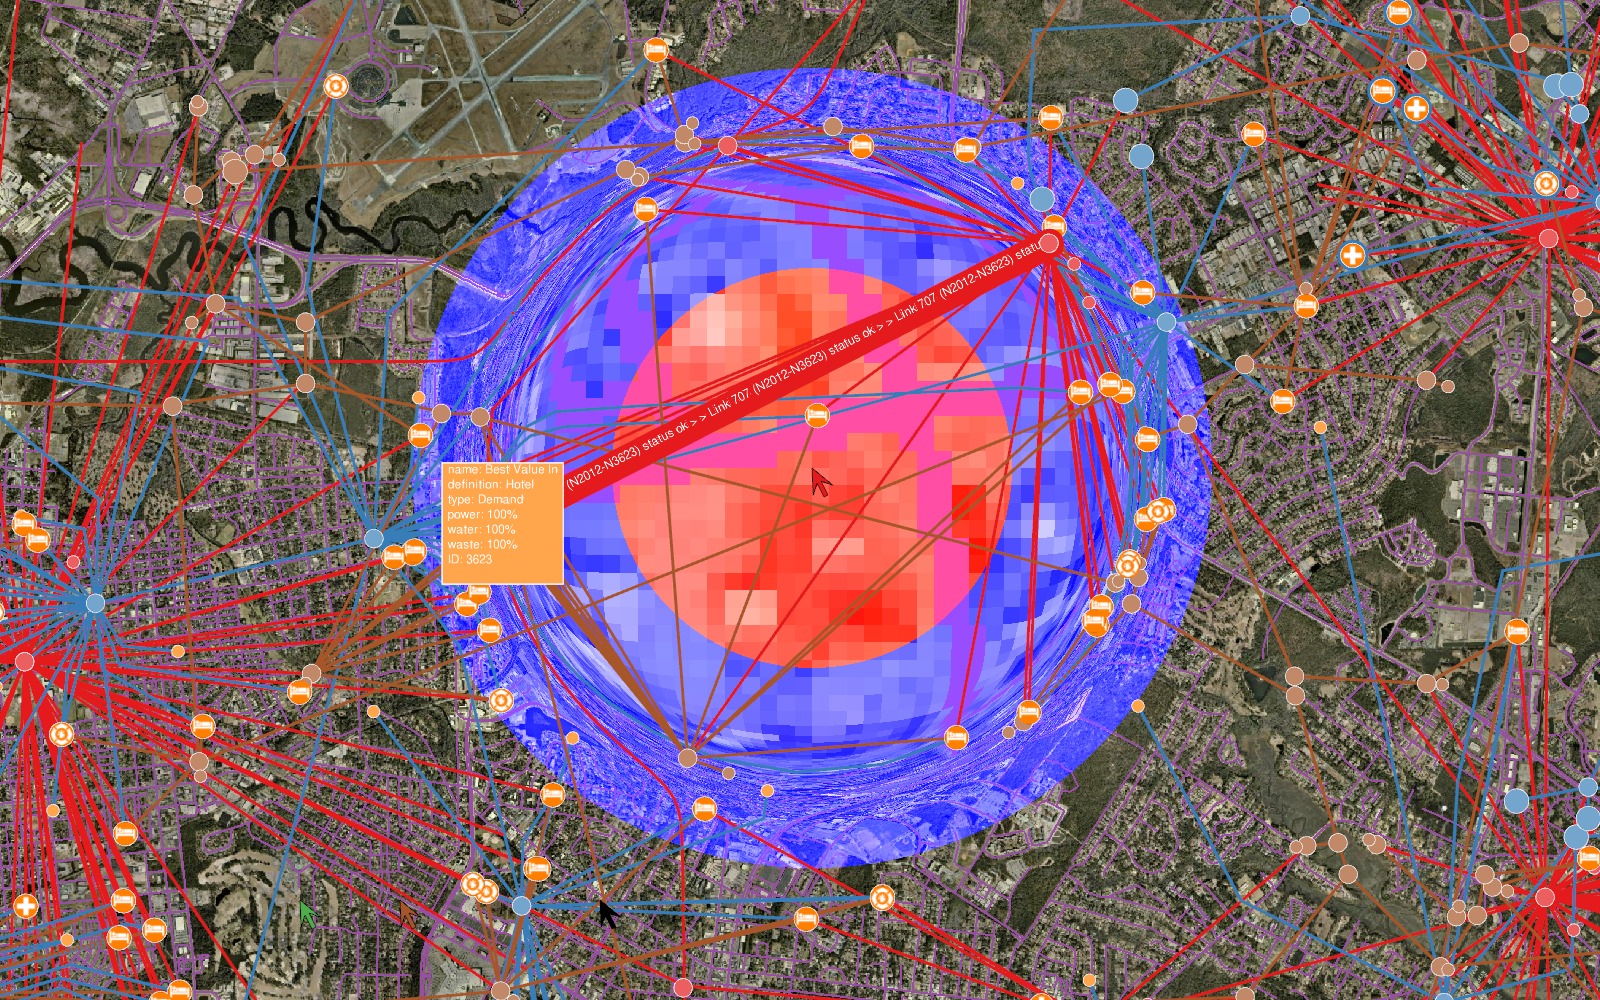 (N2012-N3623) status ok > > Link 707 (N2012-N3623) status ok > > Link 707 (N2012-N3623) statu
name: Best Value In
definition: Hotel
type: Demand
power: 100%
water: 100%
waste: 100%
ID: 3623